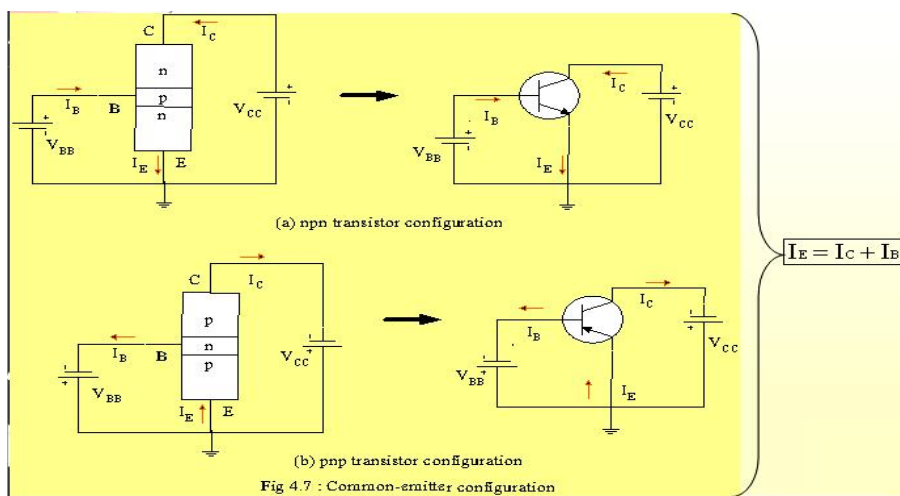 C
I_C
n
p
n
I_B
B
V_BB
V_CC
I_E
E
+
-
+
-
I_B
I_C
V_BB
V_CC
I_E
+
-
+
-
(a) npn transistor configuration
I_E = I_C + I_B
C
I_C
p
n
p
I_B
B
V_BB
V_CC
I_E
E
-
+
-
+
I_B
I_C
V_BB
V_CC
I_E
-
+
-
+
(b) pnp transistor configuration
Fig 4.7 : Common-emitter configuration